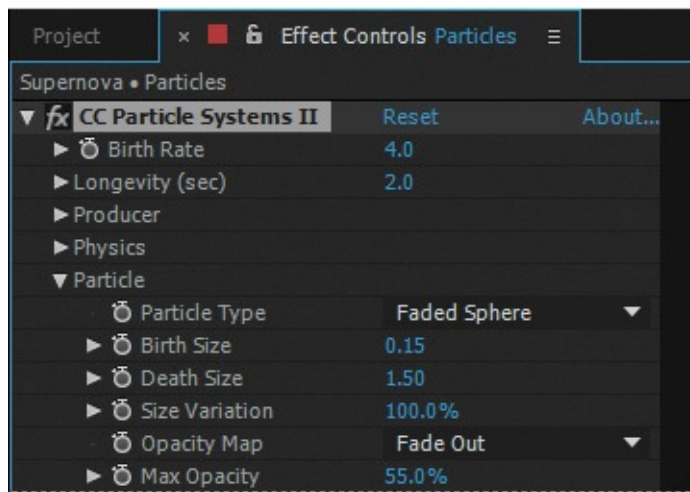 Project × Effect Controls Particles ≡
Supernova • Particles
fx CC Particle Systems II Reset About...
Birth Rate 4.0
Longevity (sec) 2.0
Producer
Physics
Particle
Particle Type Faded Sphere
Birth Size 0.15
Death Size 1.50
Size Variation 100.0%
Opacity Map Fade Out
Max Opacity 55.0%